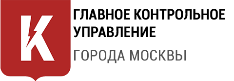 К
ГЛАВНОЕ КОНТРОЛЬНОЕ
УПРАВЛЕНИЕ
ГОРОДА МОСКВЫ